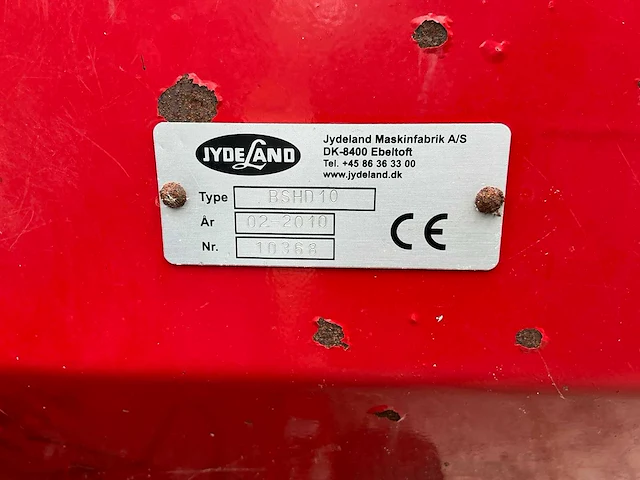 JYDELAND
Jydeland Maskinfabrik A/S
DK-8400 Ebeltoft
Tel. +45 86 36 33 00
www.jydeland.dk
Type BSHD10
År 02 2010
Nr. 10368
CE